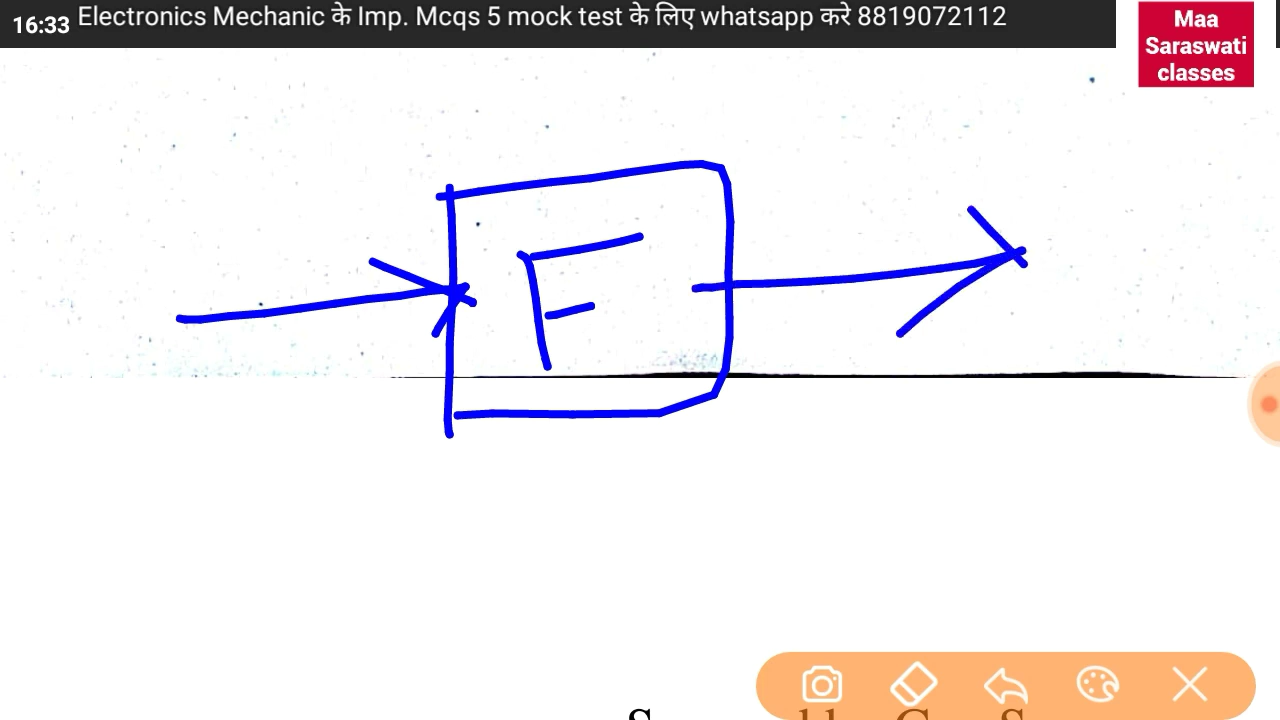 16:33 Electronics Mechanic के Imp. Mcqs 5 mock test के लिए whatsapp करे 8819072112
Maa
Saraswati
classes
F